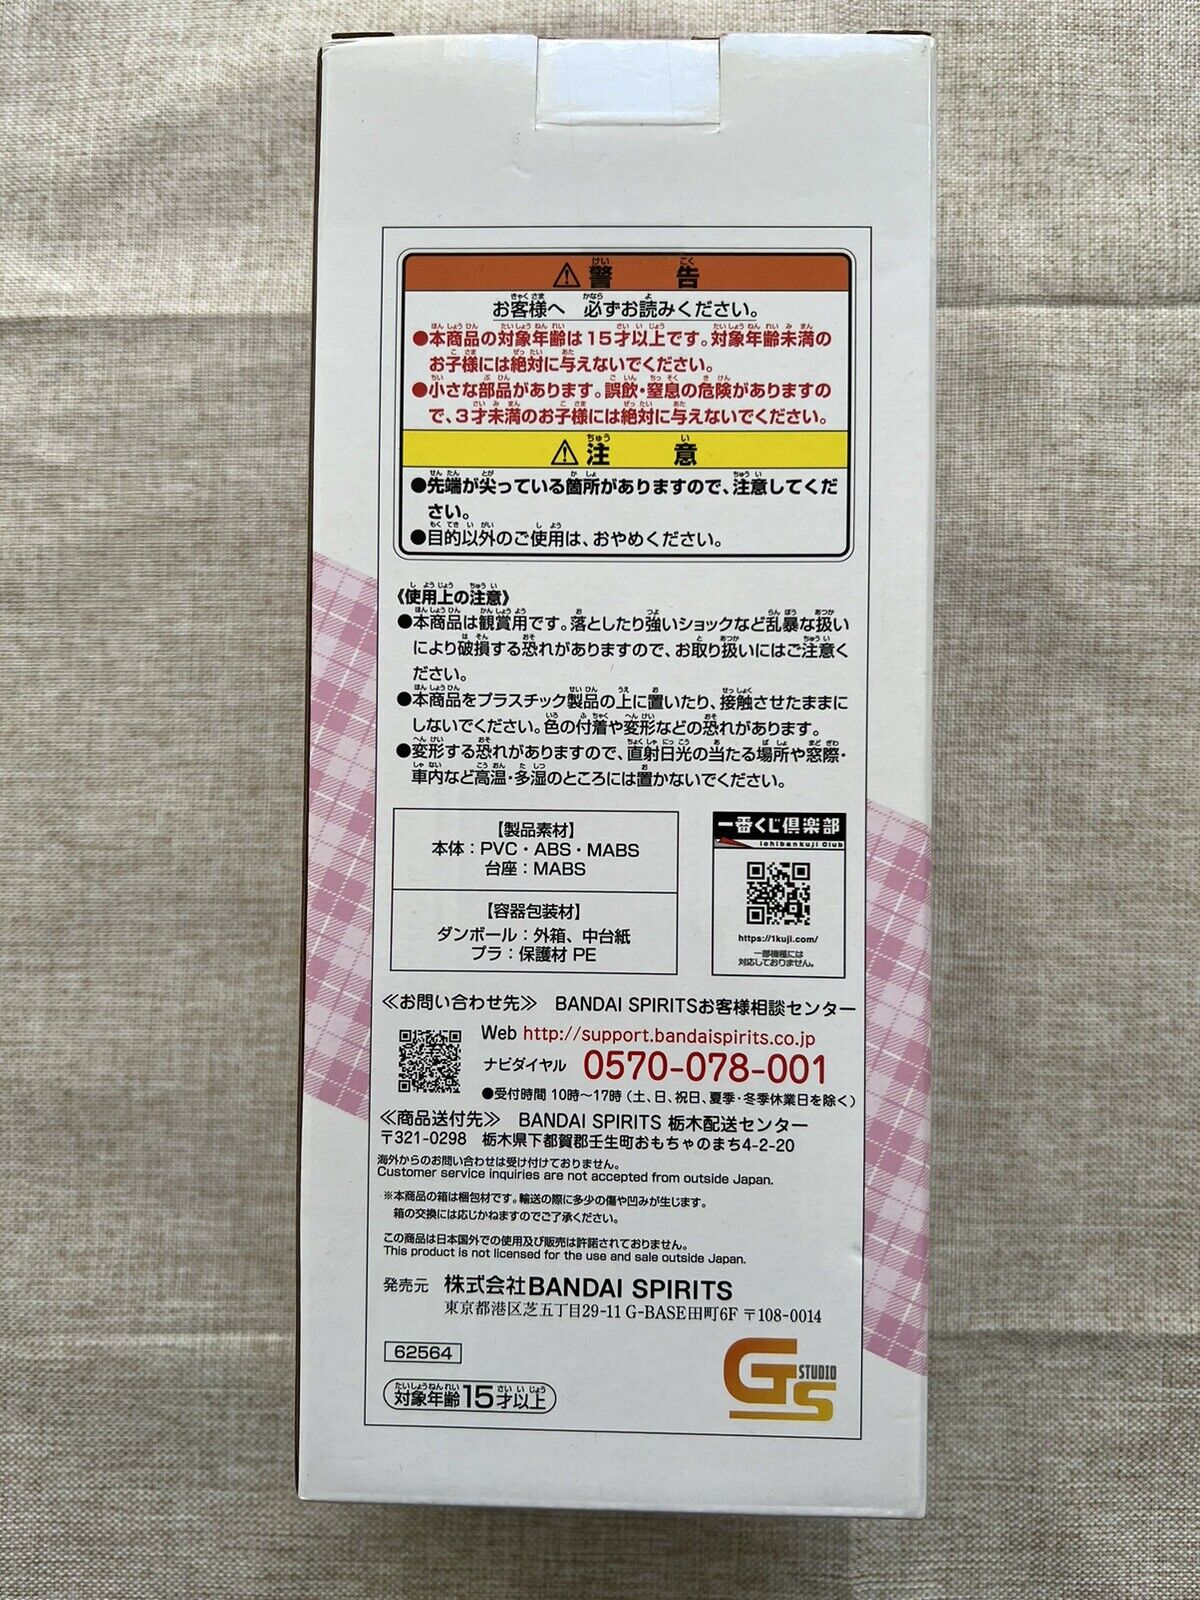 ⚠警告
お客様へ 必ずお読みください。
●本商品の対象年齢は15才以上です。対象年齢未満の
お子様には絶対に与えないでください。
●小さな部品があります。誤飲・窒息の危険がありますの
で、3才未満のお子様には絶対に与えないでください。
⚠注意
●先端が尖っている箇所がありますので、注意してくだ
さい。
●目的以外のご使用は、おやめください。
《使用上の注意》
●本商品は観賞用です。落としたり強いショックなど乱暴な扱い
により破損する恐れがありますので、お取り扱いにはご注意く
ださい。
●本商品をプラスチック製品の上に置いたり、接触させたままに
しないでください。色の付着や変形などの恐れがあります。
●変形する恐れがありますので、直射日光の当たる場所や窓際・
車内など高温・多湿のところには置かないでください。
【製品素材】
本体：PVC・ABS・MABS
台座：MABS
【容器包装材】
ダンボール：外箱、中台紙
プラ：保護材 PE
一番くじ倶楽部
ichibankuji Club
https://1kuji.com/
一部機種には
対応しておりません。
≪お問い合わせ先≫ BANDAI SPIRITSお客様相談センター
Web http://support.bandaispirits.co.jp
ナビダイヤル 0570-078-001
●受付時間 10時〜17時（土、日、祝日、夏季・冬季休業日を除く）
≪商品送付先≫ BANDAI SPIRITS 栃木配送センター
〒321-0298 栃木県下都賀郡壬生町おもちゃのまち4-2-20
海外からのお問い合わせは受け付けておりません。
Customer service inquiries are not accepted from outside Japan.
※本商品の箱は梱包材です。輸送の際に多少の傷や凹みが生じます。
箱の交換には応じかねますのでご了承ください。
この商品は日本国外での使用及び販売は許諾されておりません。
This product is not licensed for the use and sale outside Japan.
発売元 株式会社BANDAI SPIRITS
東京都港区芝五丁目29-11 G-BASE田町6F 〒108-0014
62564
対象年齢15才以上
GS STUDIO